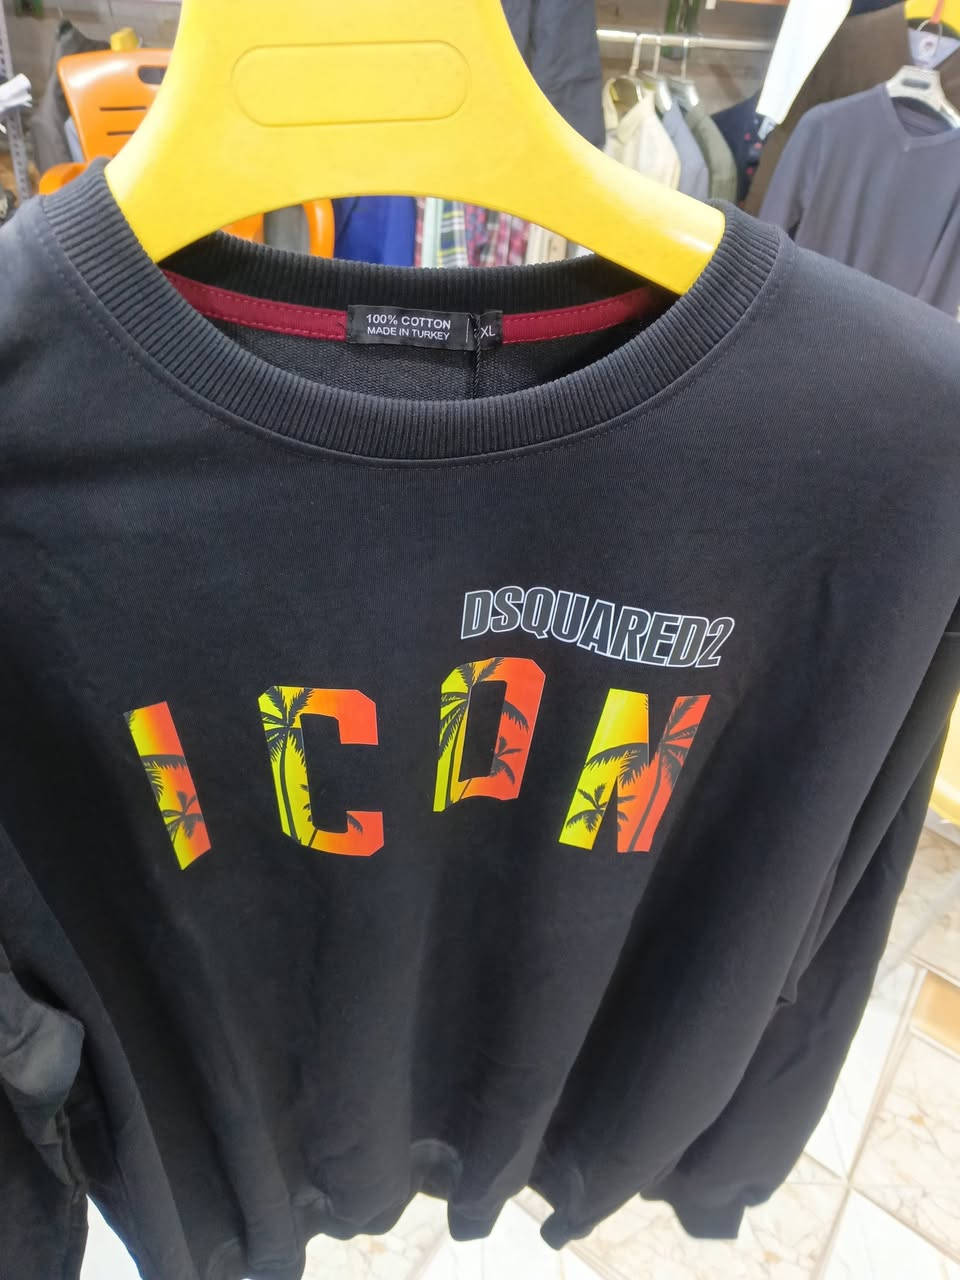 100% COTTON
MADE IN TURKEY
XL
DSQUARED2
ICON